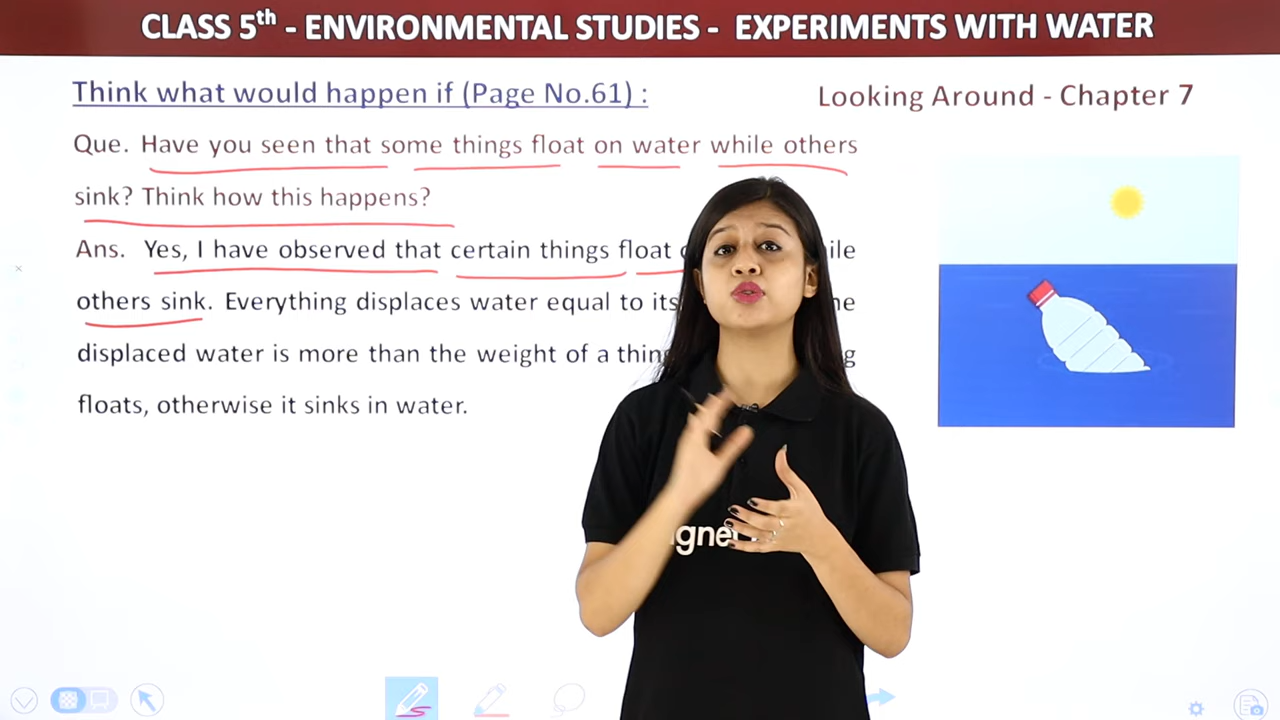 CLASS 5th - ENVIRONMENTAL STUDIES - EXPERIMENTS WITH WATER
Think what would happen if (Page No.61) :
Looking Around - Chapter 7
Que. Have you seen that some things float on water while others
sink? Think how this happens?
Ans. Yes, I have observed that certain things float
others sink. Everything displaces water equal to its
displaced water is more than the weight of a
floats, otherwise it sinks in water.